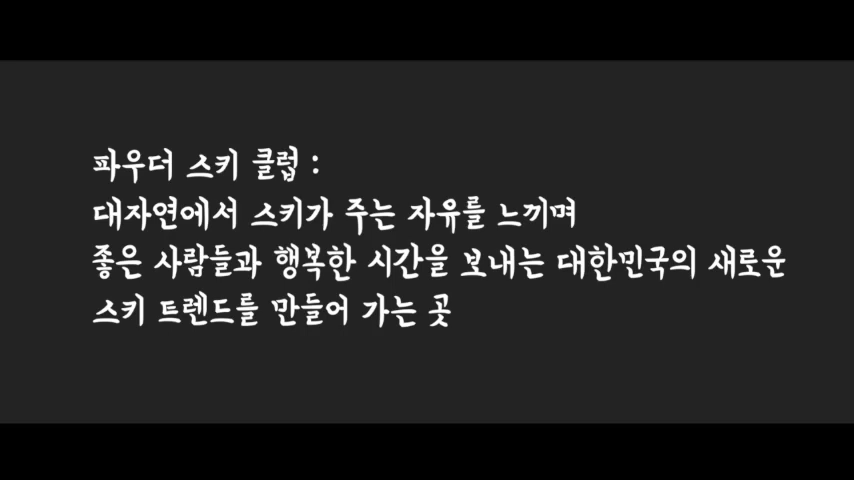 파우더 스키 클럽 :
대자연에서 스키가 주는 자유를 느끼며
좋은 사람들과 행복한 시간을 보내는 대한민국의 새로운
스키 트렌드를 만들어 가는 곳